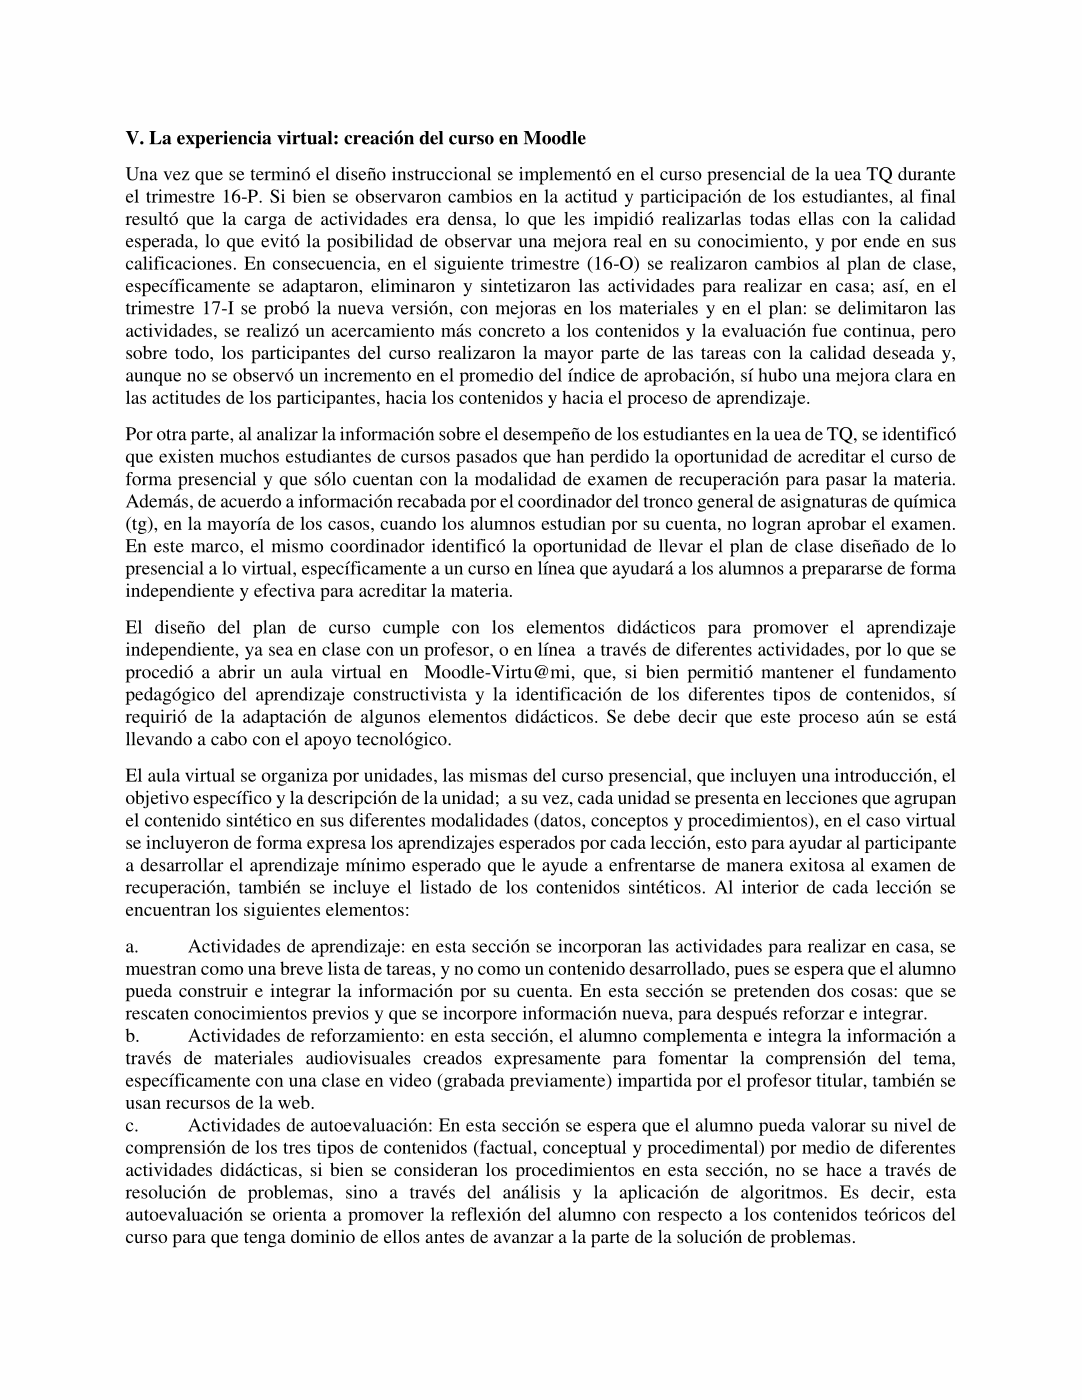 V. La experiencia virtual: creación del curso en Moodle
Una vez que se terminó el diseño instruccional se implementó en el curso presencial de la uea TQ durante
el trimestre 16-P. Si bien se observaron cambios en la actitud y participación de los estudiantes, al final
resultó que la carga de actividades era densa, lo que les impidió realizarlas todas ellas con la calidad
esperada, lo que evitó la posibilidad de observar una mejora real en su conocimiento, y por ende en sus
calificaciones. En consecuencia, en el siguiente trimestre (16-O) se realizaron cambios al plan de clase,
específicamente se adaptaron, eliminaron y sintetizaron las actividades para realizar en casa; así, en el
trimestre 17-I se probó la nueva versión, con mejoras en los materiales y en el plan: se delimitaron las
actividades, se realizó un acercamiento más concreto a los contenidos y la evaluación fue continua, pero
sobre todo, los participantes del curso realizaron la mayor parte de las tareas con la calidad deseada y,
aunque no se observó un incremento en el promedio del índice de aprobación, sí hubo una mejora clara en
las actitudes de los participantes, hacia los contenidos y hacia el proceso de aprendizaje.
Por otra parte, al analizar la información sobre el desempeño de los estudiantes en la uea de TQ, se identificó
que existen muchos estudiantes de cursos pasados que han perdido la oportunidad de acreditar el curso de
forma presencial y que sólo cuentan con la modalidad de examen de recuperación para pasar la materia.
Además, de acuerdo a información recabada por el coordinador del tronco general de asignaturas de química
(tg), en la mayoría de los casos, cuando los alumnos estudian por su cuenta, no logran aprobar el examen.
En este marco, el mismo coordinador identificó la oportunidad de llevar el plan de clase diseñado de lo
presencial a lo virtual, específicamente a un curso en línea que ayudará a los alumnos a prepararse de forma
independiente y efectiva para acreditar la materia.
El diseño del plan de curso cumple con los elementos didácticos para promover el aprendizaje
independiente, ya sea en clase con un profesor, o en línea  a través de diferentes actividades, por lo que se
procedió a abrir un aula virtual en  Moodle-Virtu@mi, que, si bien permitió mantener el fundamento
pedagógico del aprendizaje constructivista y la identificación de los diferentes tipos de contenidos, sí
requirió de la adaptación de algunos elementos didácticos. Se debe decir que este proceso aún se está
llevando a cabo con el apoyo tecnológico.
El aula virtual se organiza por unidades, las mismas del curso presencial, que incluyen una introducción, el
objetivo específico y la descripción de la unidad;  a su vez, cada unidad se presenta en lecciones que agrupan
el contenido sintético en sus diferentes modalidades (datos, conceptos y procedimientos), en el caso virtual
se incluyeron de forma expresa los aprendizajes esperados por cada lección, esto para ayudar al participante
a desarrollar el aprendizaje mínimo esperado que le ayude a enfrentarse de manera exitosa al examen de
recuperación, también se incluye el listado de los contenidos sintéticos. Al interior de cada lección se
encuentran los siguientes elementos:
a. Actividades de aprendizaje: en esta sección se incorporan las actividades para realizar en casa, se
muestran como una breve lista de tareas, y no como un contenido desarrollado, pues se espera que el alumno
pueda construir e integrar la información por su cuenta. En esta sección se pretenden dos cosas: que se
rescaten conocimientos previos y que se incorpore información nueva, para después reforzar e integrar.
b. Actividades de reforzamiento: en esta sección, el alumno complementa e integra la información a
través de materiales audiovisuales creados expresamente para fomentar la comprensión del tema,
específicamente con una clase en video (grabada previamente) impartida por el profesor titular, también se
usan recursos de la web.
c. Actividades de autoevaluación: En esta sección se espera que el alumno pueda valorar su nivel de
comprensión de los tres tipos de contenidos (factual, conceptual y procedimental) por medio de diferentes
actividades didácticas, si bien se consideran los procedimientos en esta sección, no se hace a través de
resolución de problemas, sino a través del análisis y la aplicación de algoritmos. Es decir, esta
autoevaluación se orienta a promover la reflexión del alumno con respecto a los contenidos teóricos del
curso para que tenga dominio de ellos antes de avanzar a la parte de la solución de problemas.